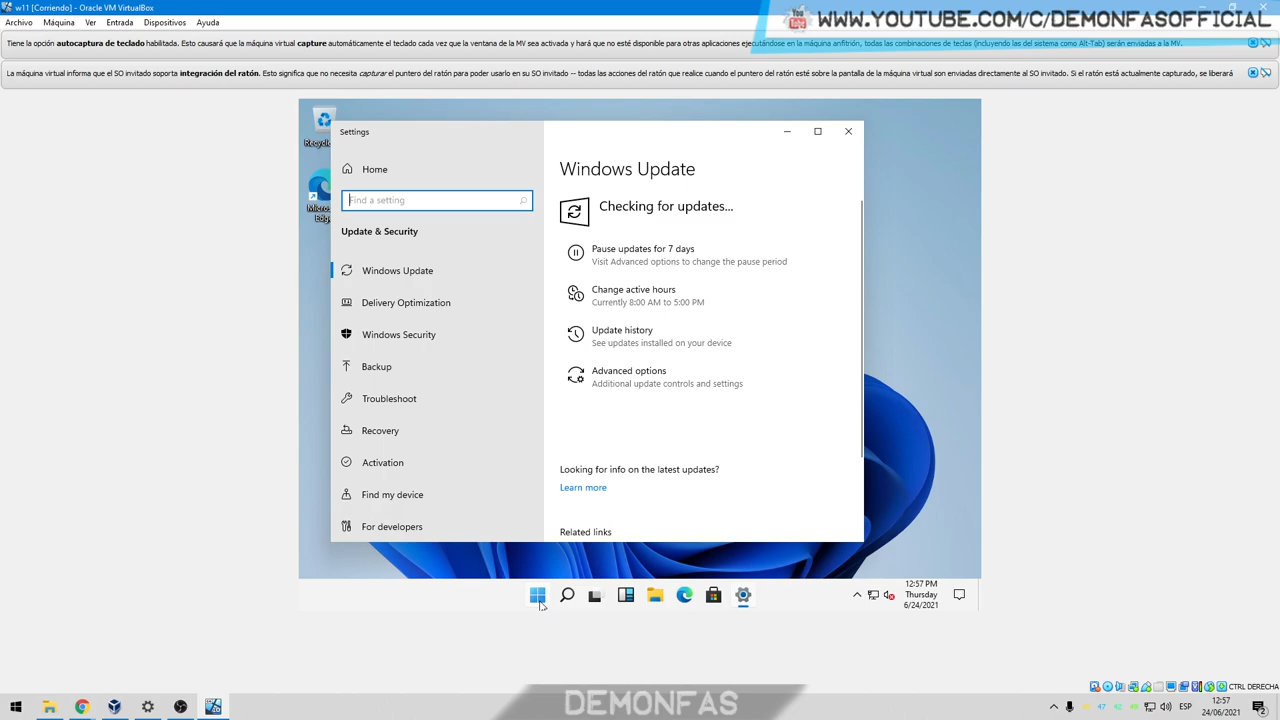 w11 [Corriendo] - Oracle VM VirtualBox
Archivo Máquina Ver Entrada Dispositivos Ayuda
WWW.YOUTUBE.COM/C/DEMONFASOFFICIAL
Tiene la opción autocaptura de teclado habilitada. Esto causará que la máquina virtual capture automáticamente el teclado cada vez que la ventana de la MV sea activada y hará que no esté disponible para otras aplicaciones ejecutándose en la máquina anfitrión, todas las combinaciones de teclas (incluyendo las del sistema como Alt-Tab) serán enviadas a la MV.
La máquina virtual informa que el SO invitado soporta integración del ratón. Esto significa que no necesita capturar el puntero del ratón para poder usarlo en su SO invitado -- todas las acciones del ratón que realice cuando el puntero del ratón esté sobre la pantalla de la máquina virtual son enviadas directamente al SO invitado. Si el ratón está actualmente capturado, se liberará
Settings
Home
Find a setting
Update & Security
Windows Update
Delivery Optimization
Windows Security
Backup
Troubleshoot
Recovery
Activation
Find my device
For developers
Windows Update
Checking for updates...
Pause updates for 7 days
Visit Advanced options to change the pause period
Change active hours
Currently 8:00 AM to 5:00 PM
Update history
See updates installed on your device
Advanced options
Additional update controls and settings
Looking for info on the latest updates?
Learn more
Related links
12:57 PM
Thursday
6/24/2021
CTRL DERECHA
DEMONFAS
47 62
ESP
12:57
24/06/2021
2